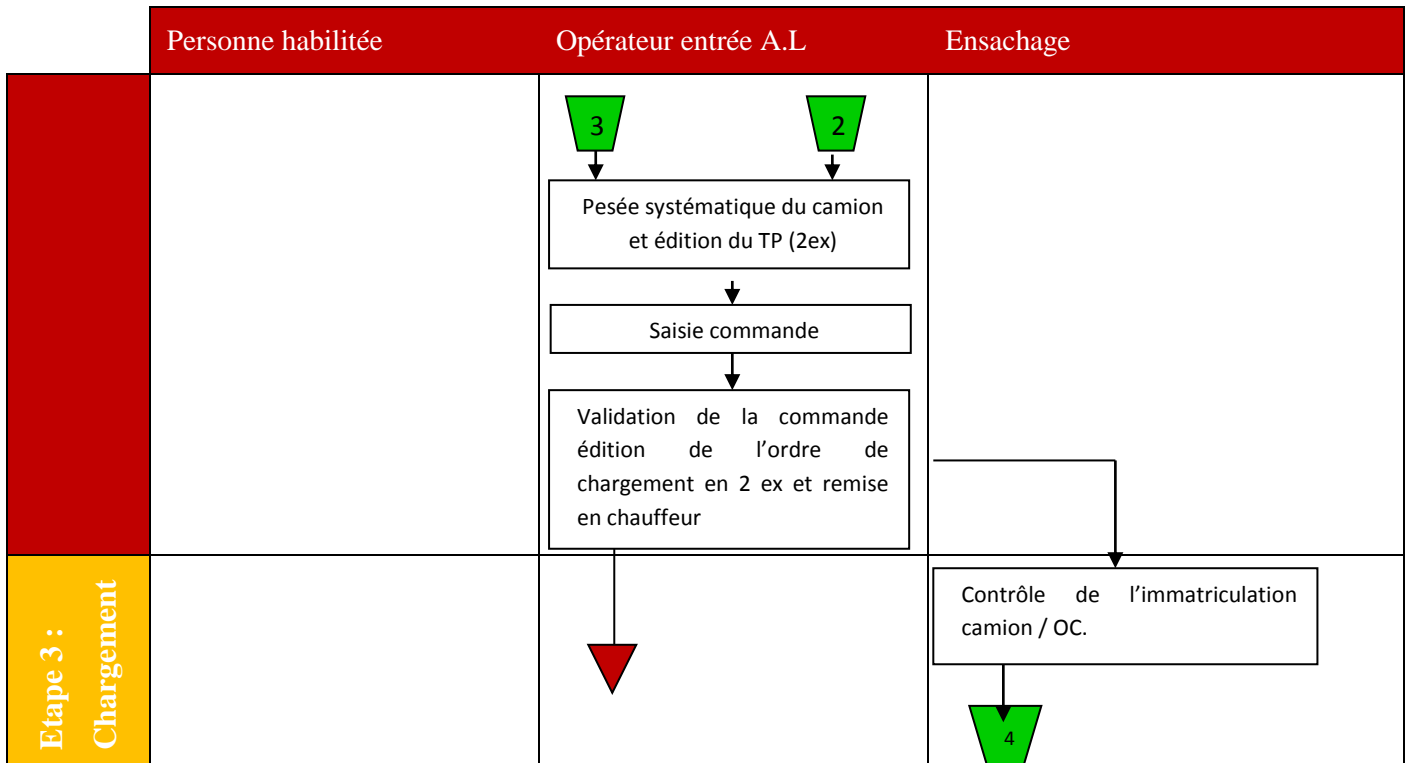 Personne habilitée
Opérateur entrée A.L
Ensachage
3
2
Pesée systématique du camion
et édition du TP (2ex)
Saisie commande
Validation de la commande
édition de l’ordre de
chargement en 2 ex et remise
en chauffeur
Etape 3 :
Chargement
Contrôle de l’immatriculation
camion / OC.
4